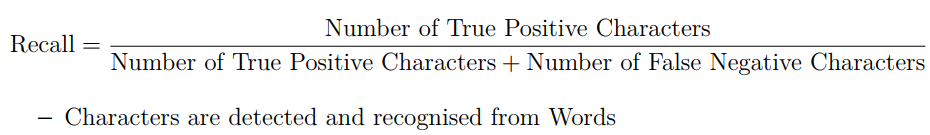 Recall = Number of True Positive Characters / Number of True Positive Characters + Number of False Negative Characters
– Characters are detected and recognised from Words